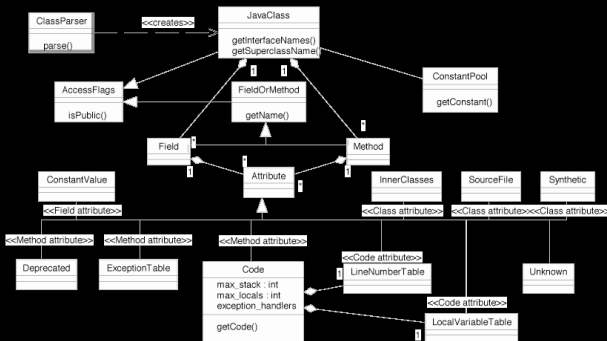 ClassParser
parse()
<<creates>>
JavaClass
getInterfaceNames()
getSuperclassName()
1
1
AccessFlags
isPublic()
FieldOrMethod
getName()
ConstantPool
getConstant()
*
*
Field
Method
1
1
*
*
Attribute
ConstantValue
InnerClasses
SourceFile
Synthetic
<<Field attribute>>
<<Class attribute>>
<<Class attribute>>
<<Class attribute>>
<<Method attribute>>
<<Method attribute>>
<<Method attribute>>
<<Code attribute>>
Deprecated
ExceptionTable
Code
max_stack : int
max_locals : int
exception_handlers
getCode()
1
LineNumberTable
Unknown
<<Code attribute>>
1
LocalVariableTable